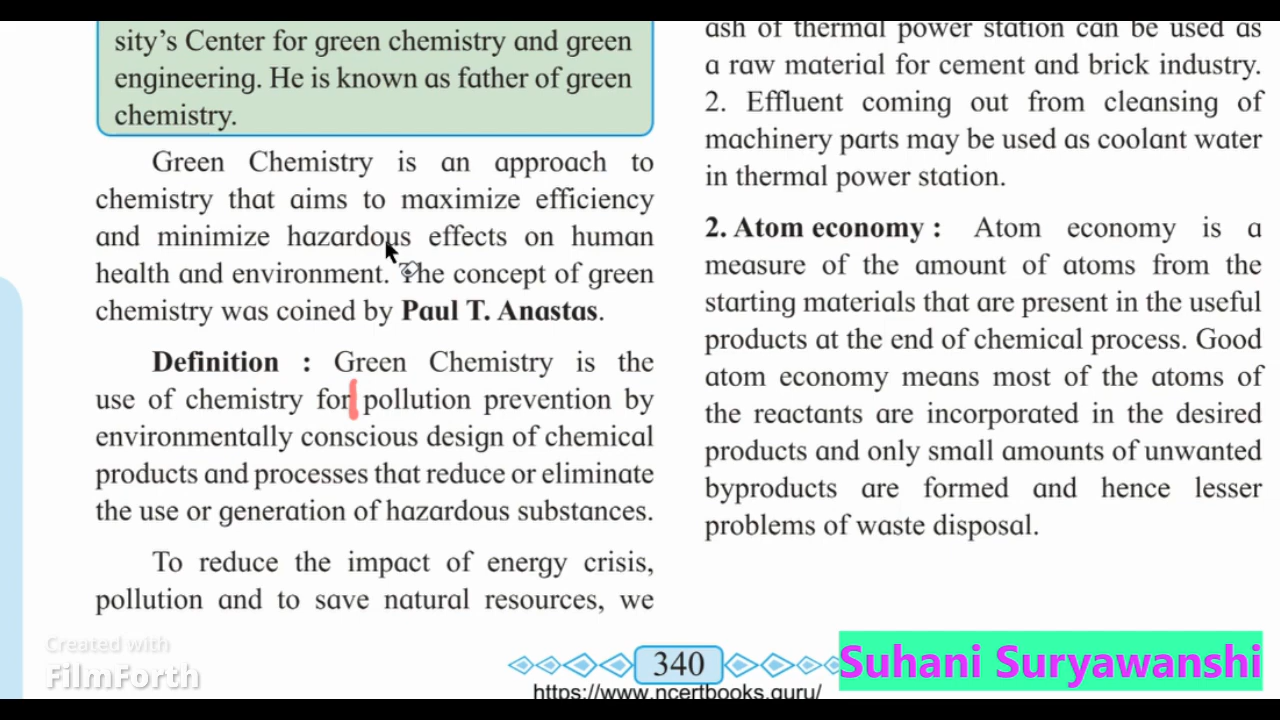 sity's Center for green chemistry and green
engineering. He is known as father of green
chemistry.
Green Chemistry is an approach to
chemistry that aims to maximize efficiency
and minimize hazardous effects on human
health and environment. The concept of green
chemistry was coined by Paul T. Anastas.
Definition : Green Chemistry is the
use of chemistry for pollution prevention by
environmentally conscious design of chemical
products and processes that reduce or eliminate
the use or generation of hazardous substances.
To reduce the impact of energy crisis,
pollution and to save natural resources, we
ash of thermal power station can be used as
a raw material for cement and brick industry.
2. Effluent coming out from cleansing of
machinery parts may be used as coolant water
in thermal power station.
2. Atom economy : Atom economy is a
measure of the amount of atoms from the
starting materials that are present in the useful
products at the end of chemical process. Good
atom economy means most of the atoms of
the reactants are incorporated in the desired
products and only small amounts of unwanted
byproducts are formed and hence lesser
problems of waste disposal.
Created with
FilmForth
340
Suhani Suryawanshi
https://www.ncertbooks.guru/